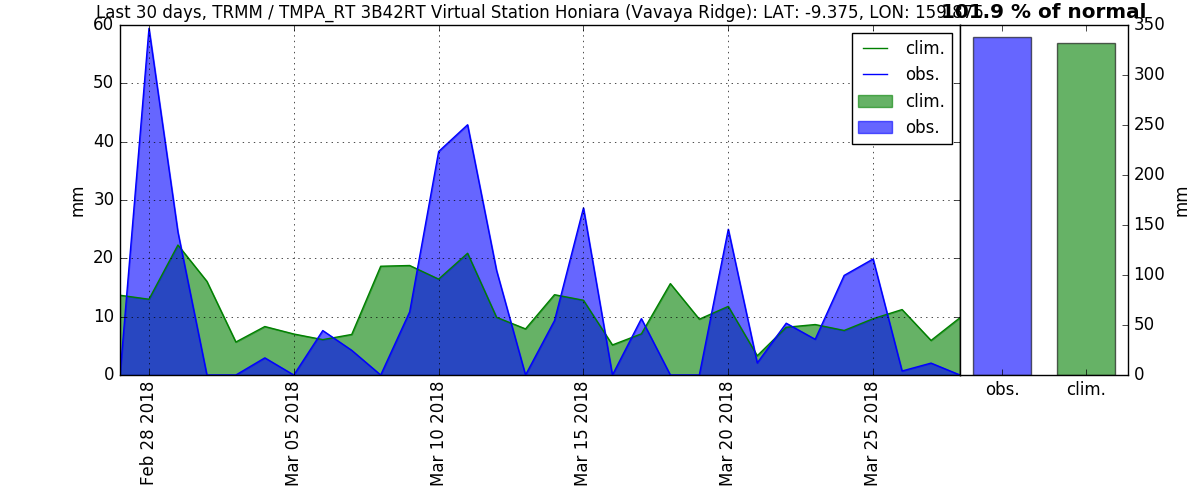 Last 30 days, TRMM / TMPA_RT 3B42RT Virtual Station Honiara (Vavaya Ridge): LAT: -9.375, LON:
101.9 % of normal
60
50
40
30
20
10
0
mm
clim.
obs.
clim.
obs.
350
300
250
200
150
100
50
0
mm
obs.
clim.
Feb 28 2018
Mar 05 2018
Mar 10 2018
Mar 15 2018
Mar 20 2018
Mar 25 2018